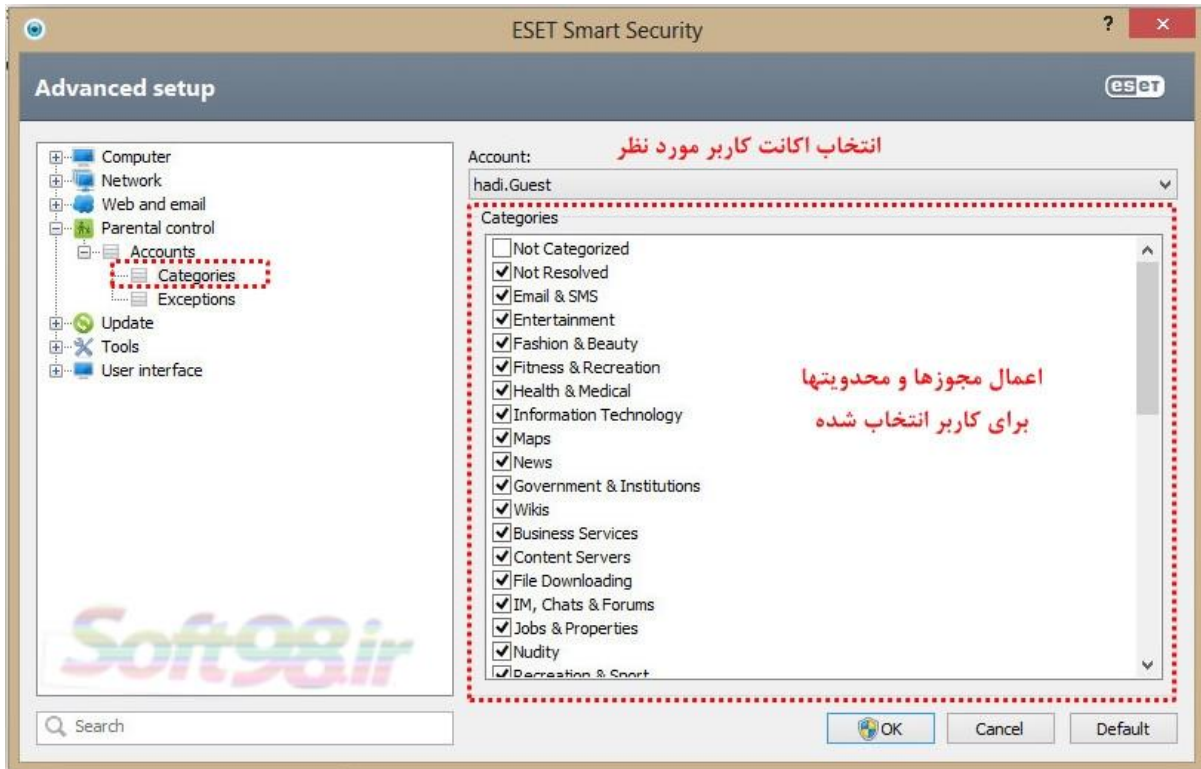 ESET Smart Security
?
×
Advanced setup
eset
Computer
Network
Web and email
Parental control
Accounts
Categories
Exceptions
Update
Tools
User interface
Soft98.ir
Search
انتخاب اکانت کاربر مورد نظر
Account:
hadi.Guest
Categories
Not Categorized
Not Resolved
Email & SMS
Entertainment
Fashion & Beauty
Fitness & Recreation
Health & Medical
Information Technology
Maps
News
Government & Institutions
Wikis
Business Services
Content Servers
File Downloading
IM, Chats & Forums
Jobs & Properties
Nudity
Recreation & Sport
اعمال مجوزها و محدویتها
برای کاربر انتخاب شده
OK
Cancel
Default